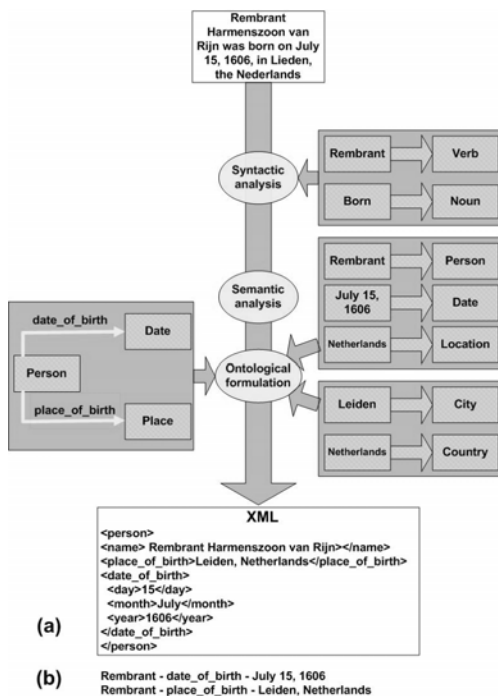 Rembrant
Harmenszoon van
Rijn was born on July
15, 1606, in Lieden,
the Nederlands
Syntactic
analysis
Rembrant
Verb
Born
Noun
Semantic
analysis
Rembrant
Person
July 15,
1606
Date
Netherlands
Location
date_of_birth
Date
Person
place_of_birth
Place
Ontological
formulation
Leiden
City
Netherlands
Country
XML
<person>
<name> Rembrant Harmenszoon van Rijn></name>
<place_of_birth>Leiden, Netherlands</place_of_birth>
<date_of_birth>
<day>15</day>
<month>July</month>
<year>1606</year>
</date_of_birth>
</person>
(a)
(b)
Rembrant - date_of_birth - July 15, 1606
Rembrant - place_of_birth - Leiden, Netherlands